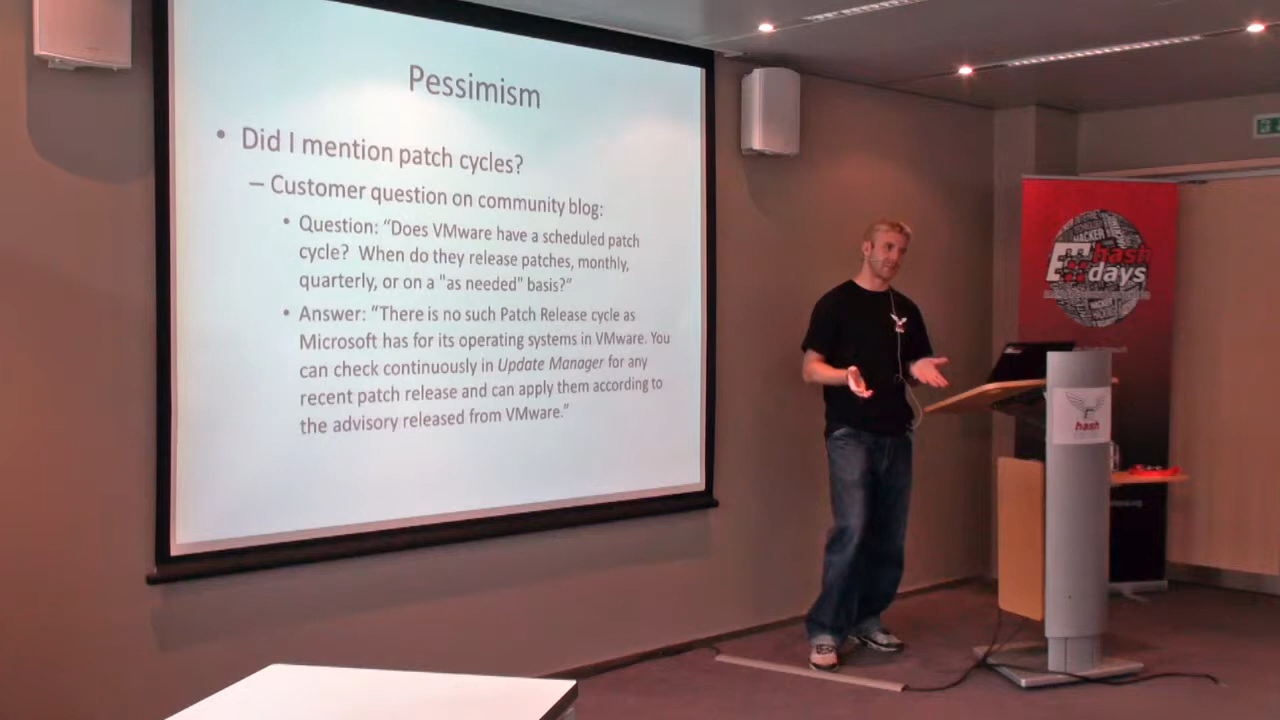 Pessimism
• Did I mention patch cycles?
– Customer question on community blog:
• Question: “Does VMware have a scheduled patch
cycle? When do they release patches, monthly,
quarterly, or on a "as needed" basis?”
• Answer: “There is no such Patch Release cycle as
Microsoft has for its operating systems in VMware. You
can check continuously in Update Manager for any
recent patch release and can apply them according to
the advisory released from VMware.”
HACKER
hash
days
hash